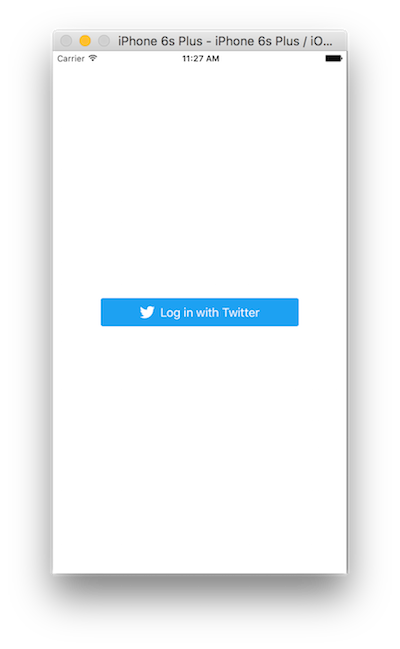 iPhone 6s Plus - iPhone 6s Plus / iO...
Carrier 11:27 AM
Log in with Twitter